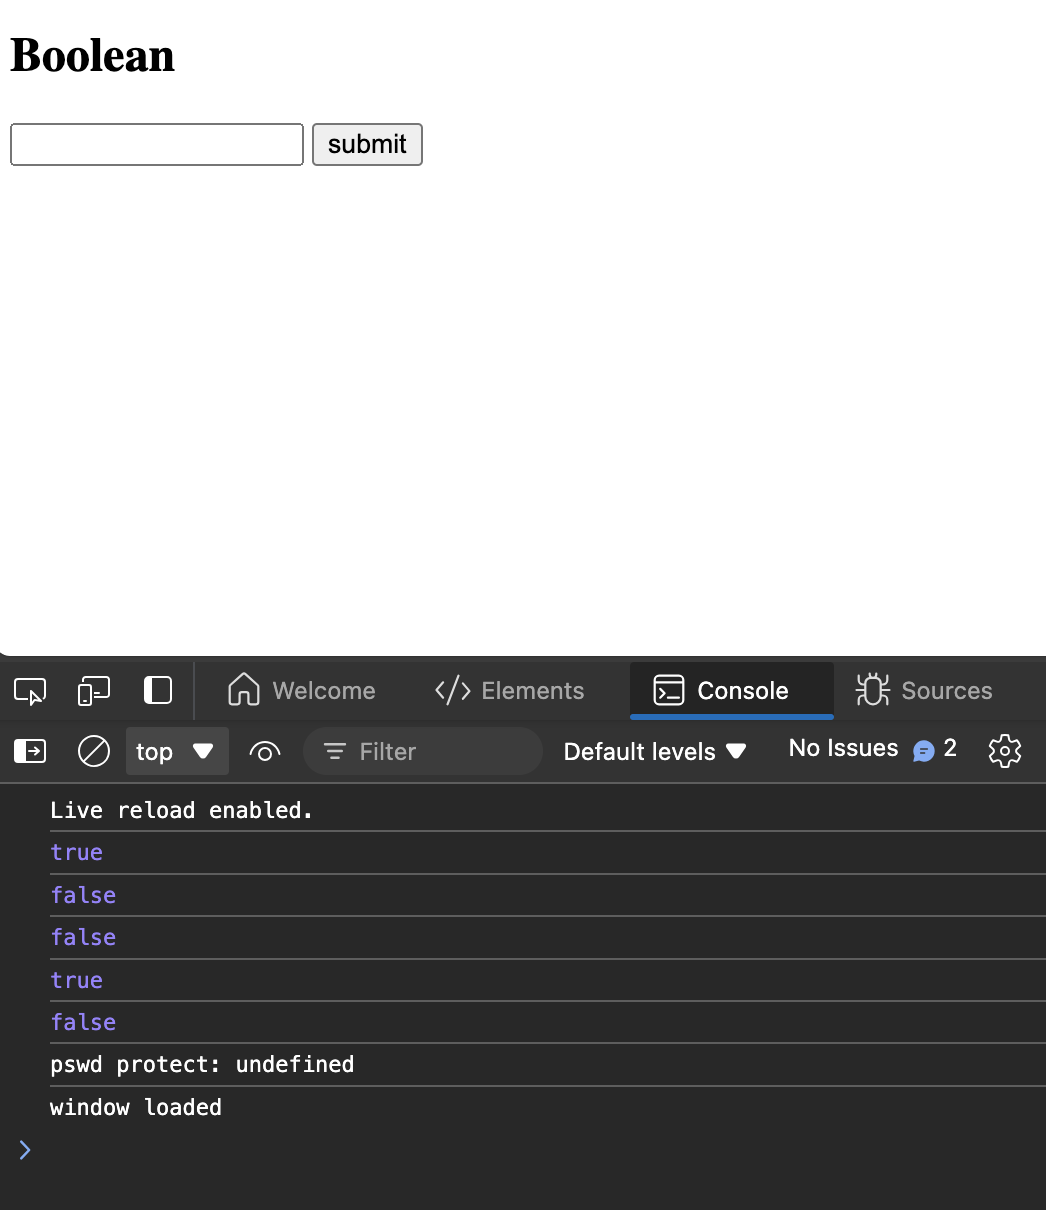 Boolean
submit
Welcome Elements Console Sources
top Filter Default levels No Issues 2
Live reload enabled.
true
false
false
true
false
pswd protect: undefined
window loaded